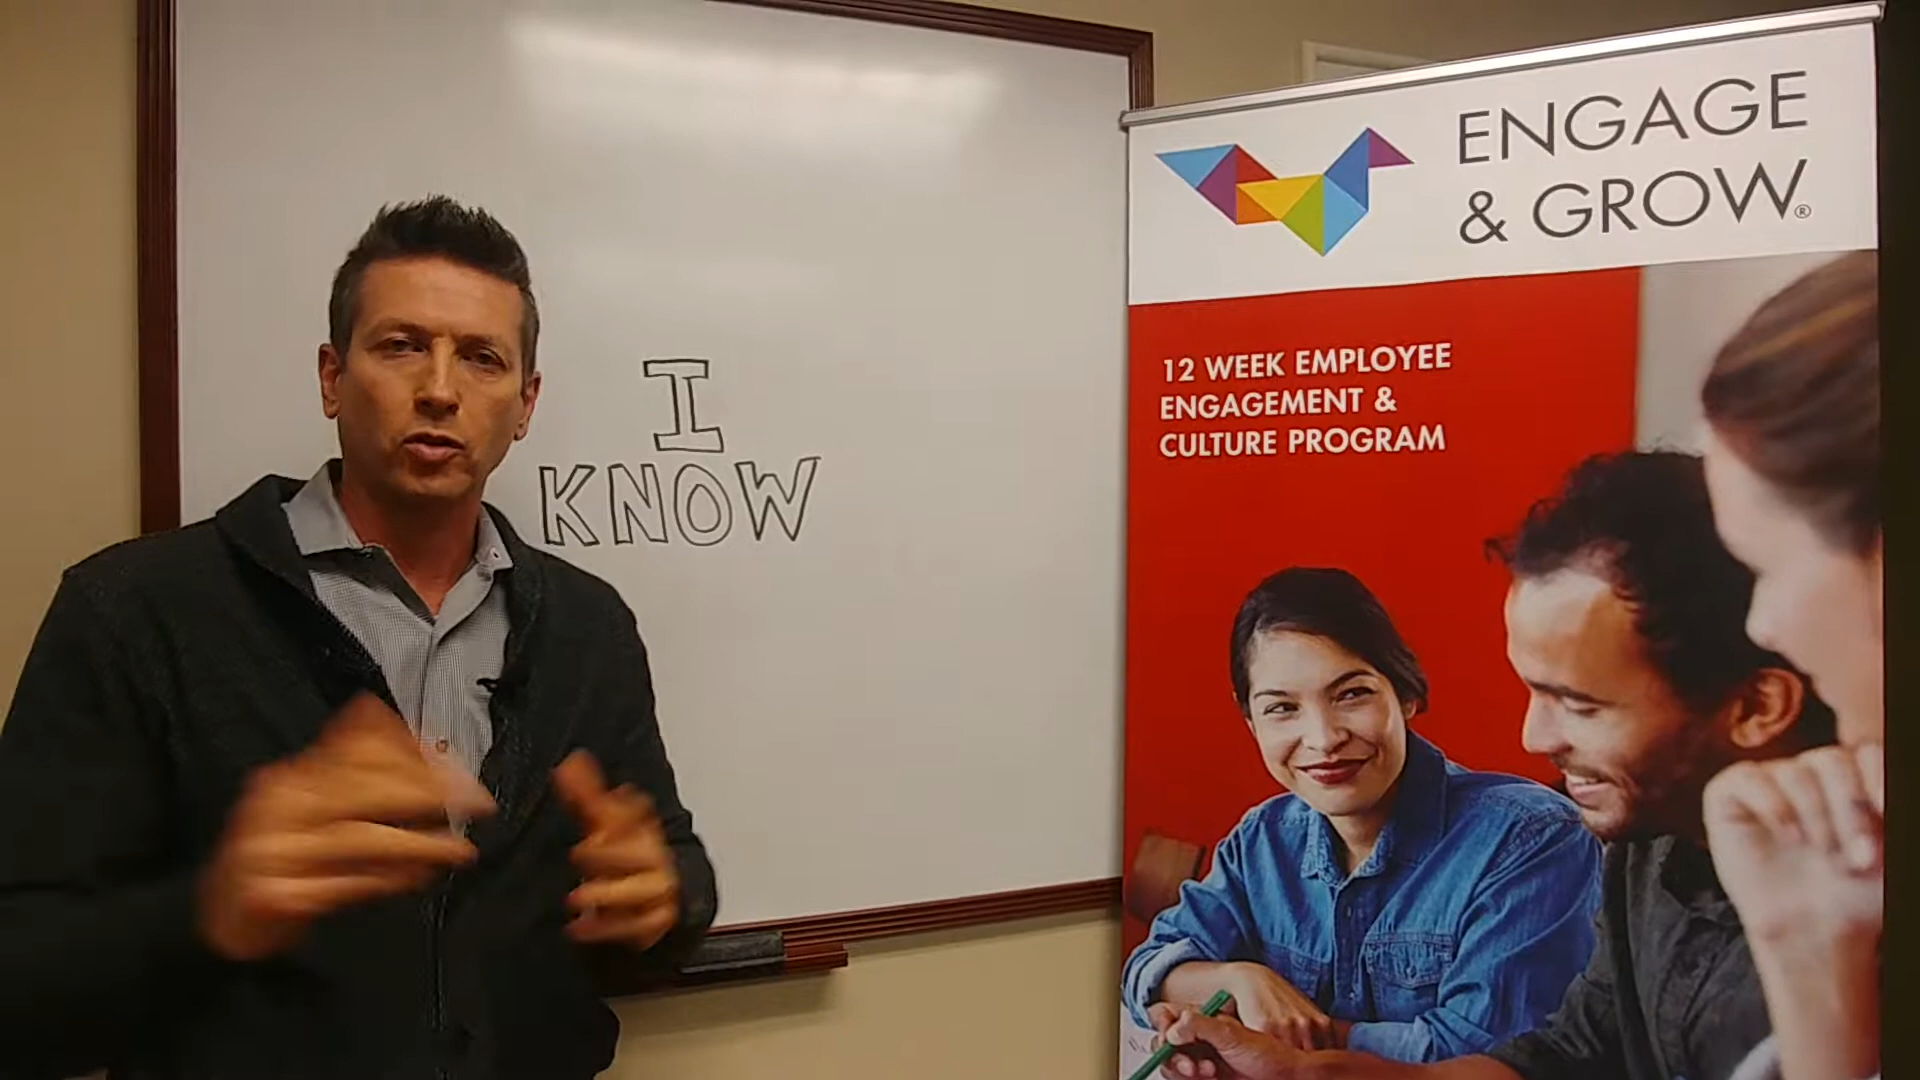 I
KNOW
ENGAGE
& GROW®
12 WEEK EMPLOYEE
ENGAGEMENT &
CULTURE PROGRAM